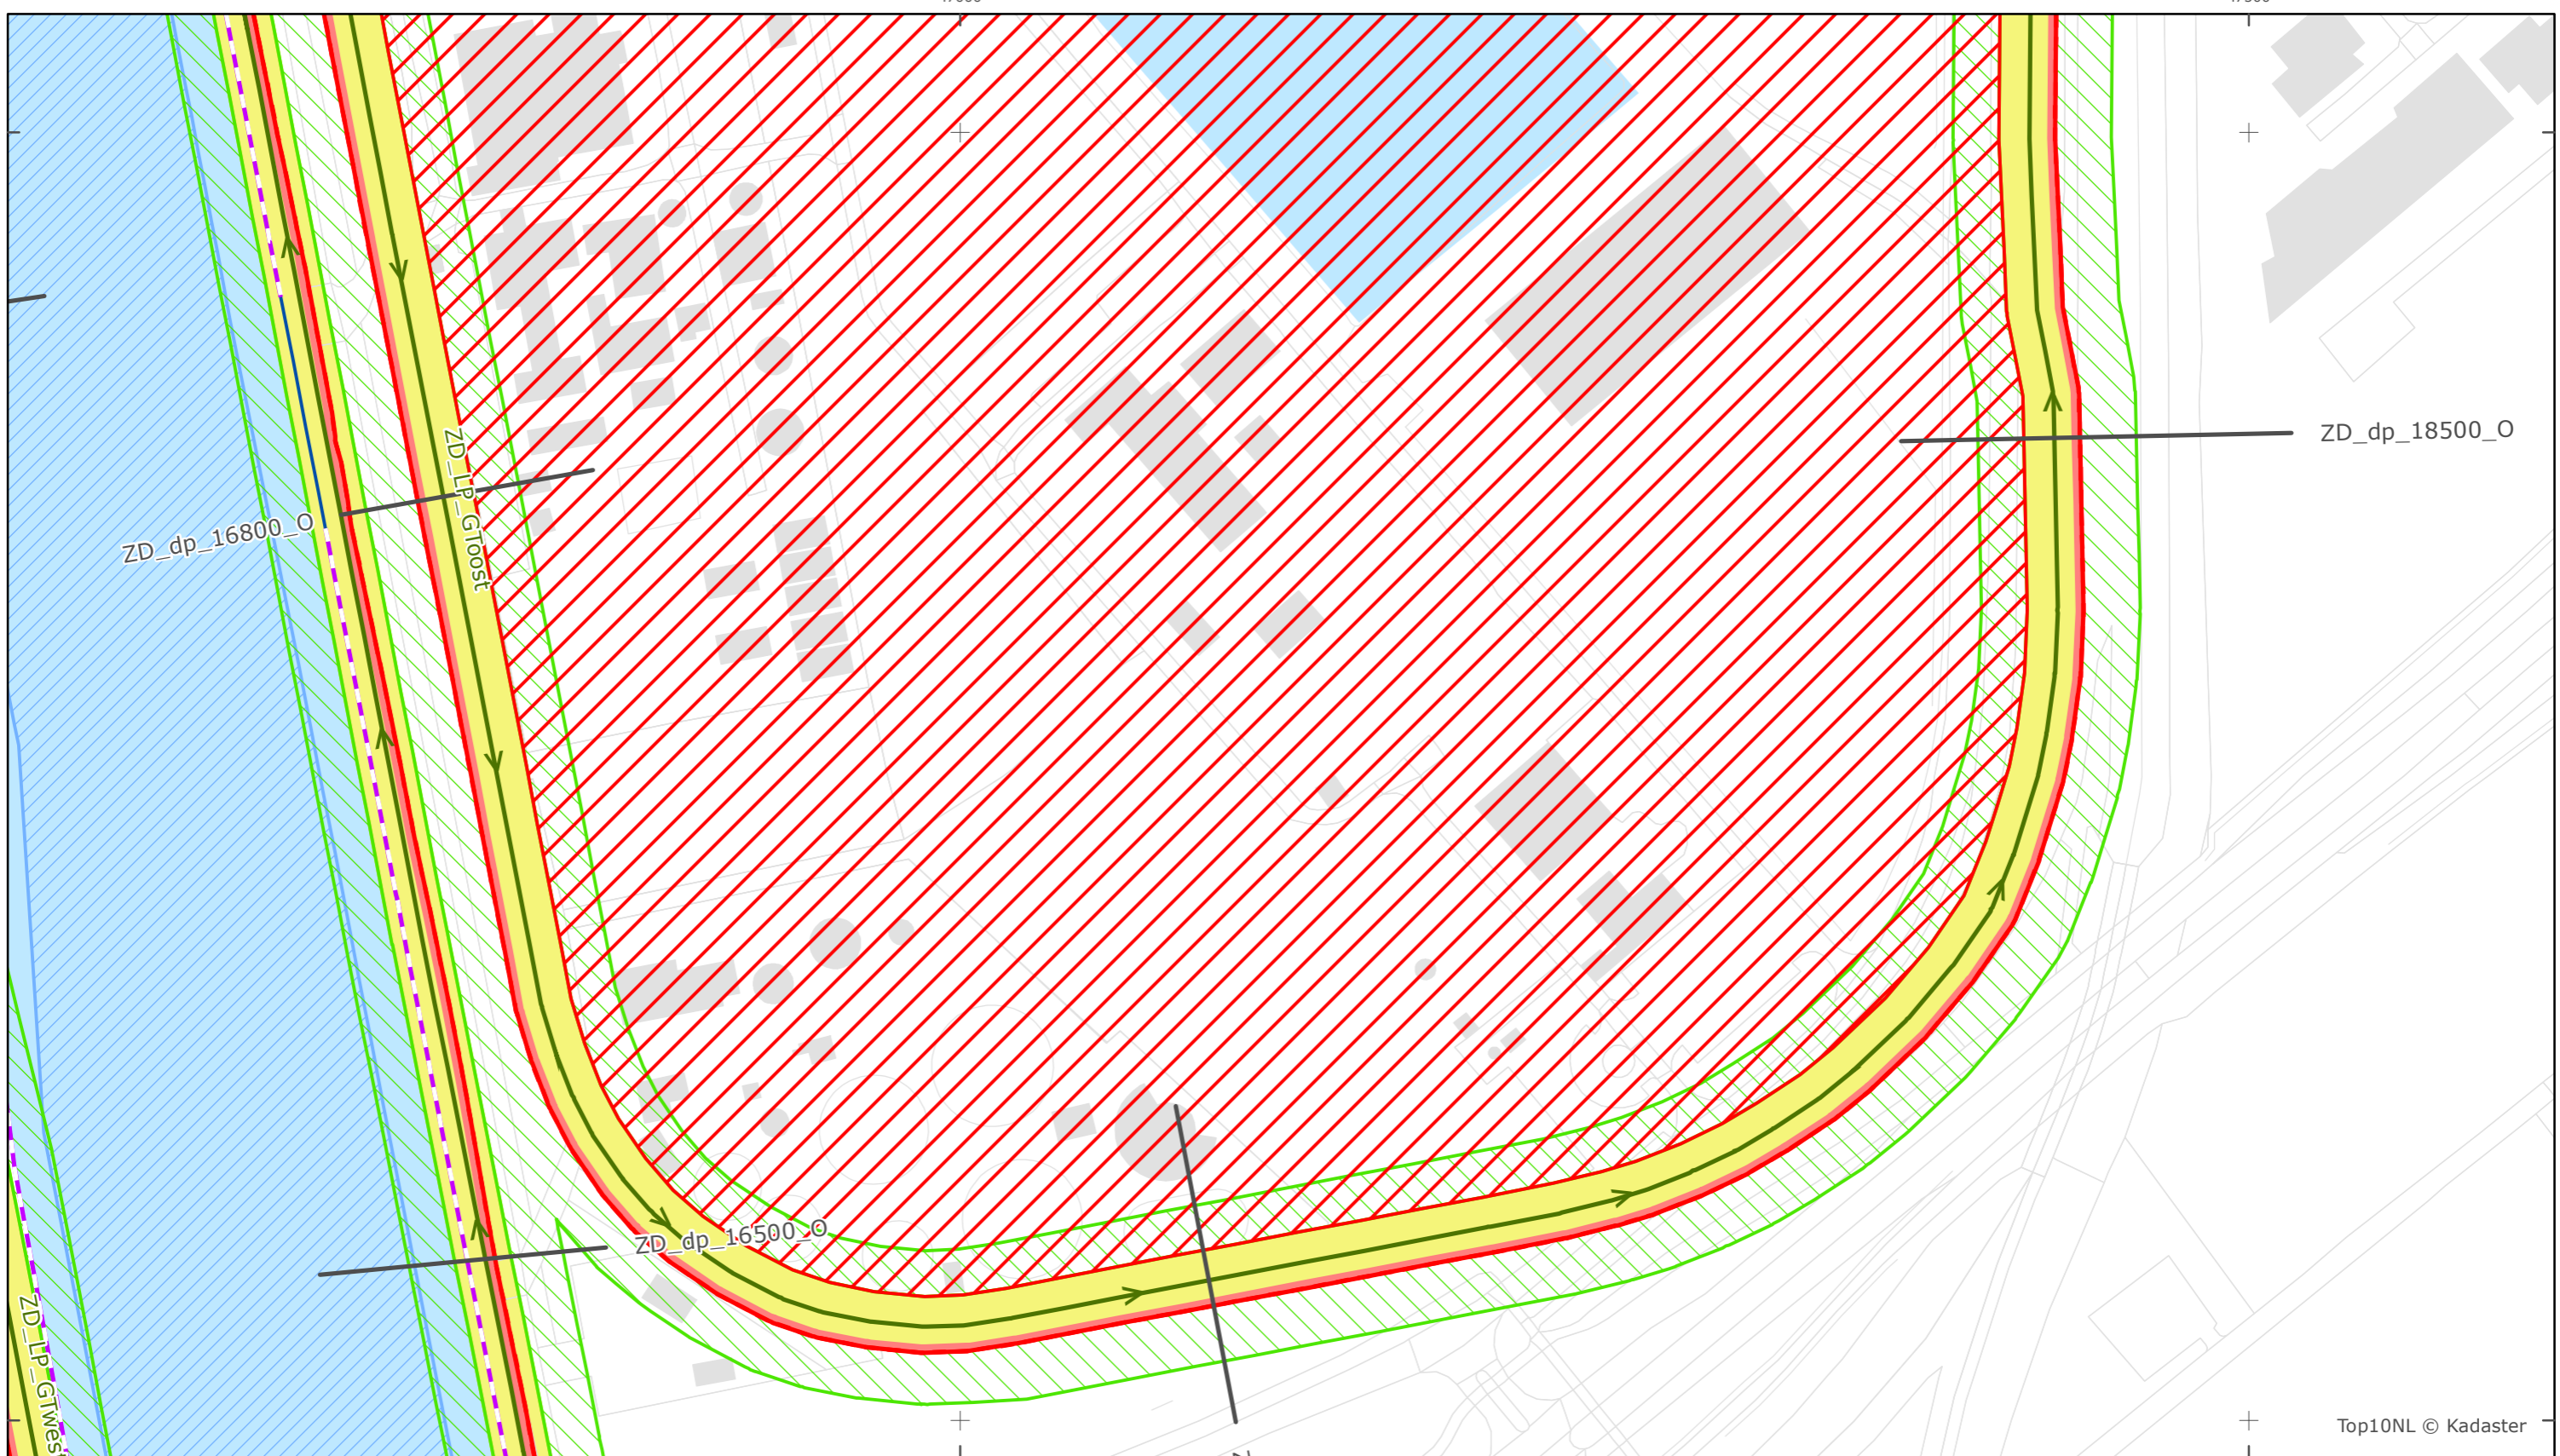 ZD_dp_18500_O
ZD_LP_GToost
ZD_dp_16800_O
ZD_dp_16500_O
ZD_LP_GTwest
Top10NL © Kadaster